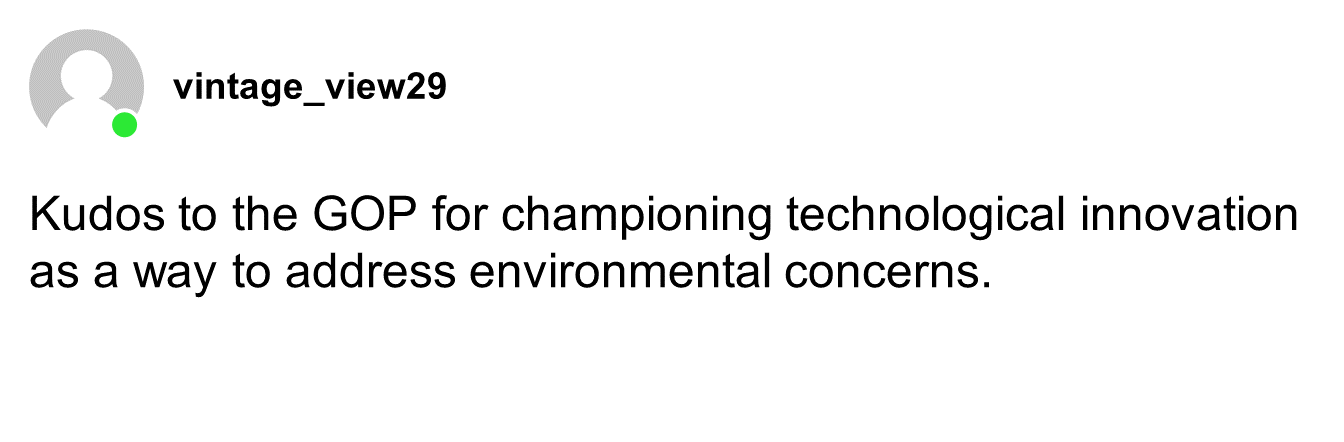 vintage_view29
Kudos to the GOP for championing technological innovation
as a way to address environmental concerns.